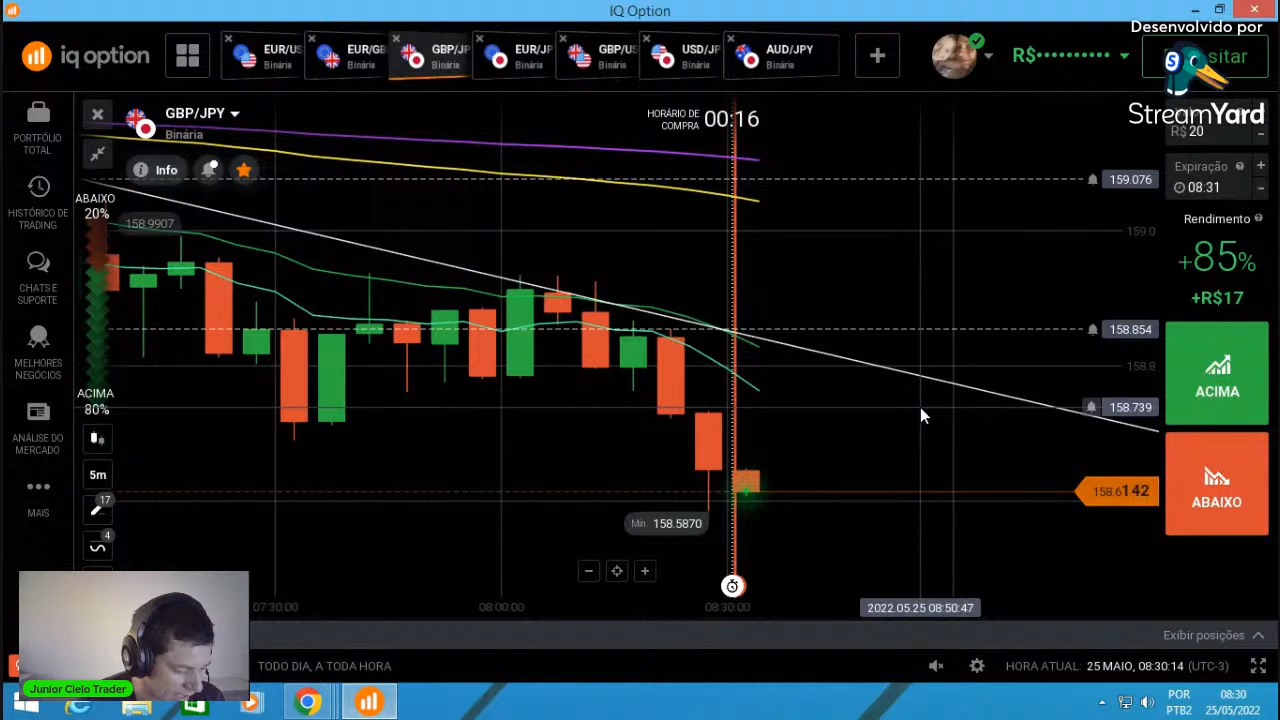 IQ Option
Desenvolvido por
StreamYard
iq option
EUR/US
Binária
EUR/GB
Binária
GBP/JP
Binária
EUR/JP
Binária
GBP/US
Binária
USD/JP
Binária
AUD/JPY
Binária
R$
sitar
PORTFÓLIO
TOTAL
HISTÓRICO DE
TRADING
CHATS E
SUPORTE
MELHORES
NEGÓCIOS
ANÁLISE DO
MERCADO
MAIS
GBP/JPY
Binária
Info
HORÁRIO DE
COMPRA
00:16
ABAIXO
20%
158.9907
ACIMA
80%
5m
17
4
159.076
159.0
158.854
158.8
158.739
158.6142
Min. 158.5870
07:30:00
08:00:00
08:30:00
2022.05.25 08:50:47
R$ 20
Expiração
08:31
Rendimento
+85%
+R$17
ACIMA
ABAIXO
Exibir posições
TODO DIA, A TODA HORA
HORA ATUAL: 25 MAIO, 08:30:14 (UTC-3)
Junior Cielo Trader
POR
PTB2
08:30
25/05/2022